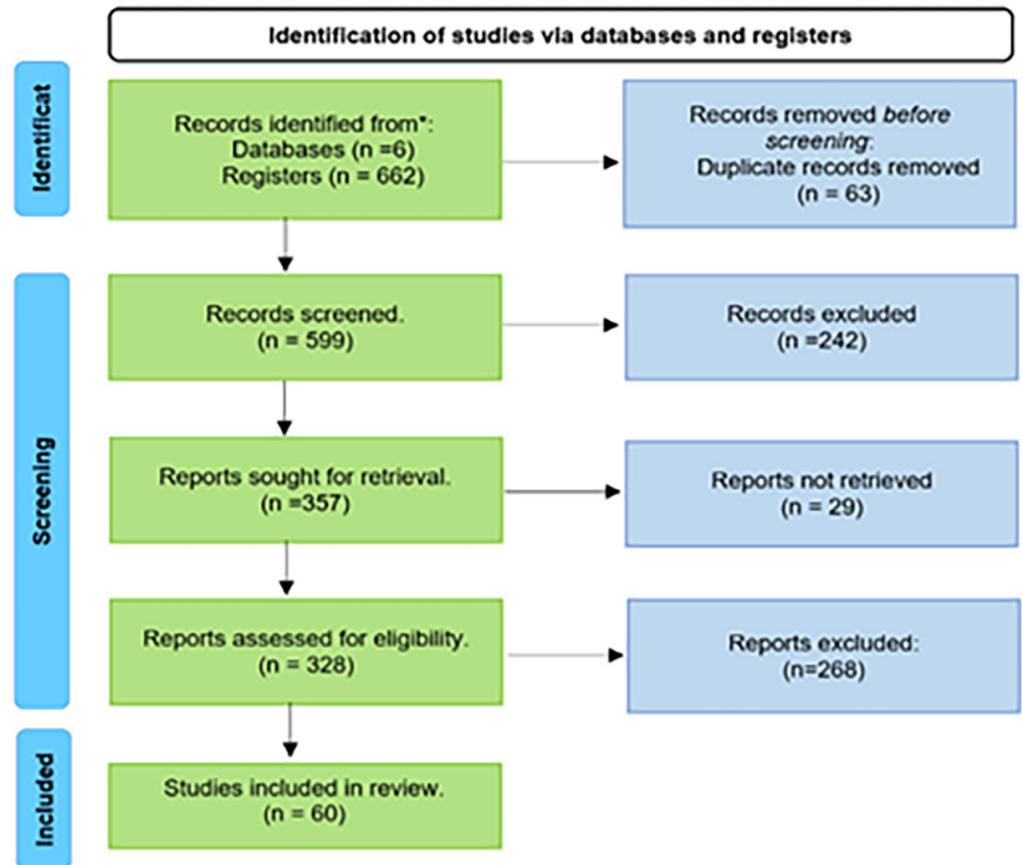 Identification of studies via databases and registers
Identificat
Records identified from*:
Databases (n =6)
Registers (n = 662)
Records removed before
screening:
Duplicate records removed
(n = 63)
Screening
Records screened.
(n = 599)
Records excluded
(n =242)
Reports sought for retrieval.
(n =357)
Reports not retrieved
(n = 29)
Reports assessed for eligibility.
(n = 328)
Reports excluded:
(n=268)
Included
Studies included in review.
(n = 60)